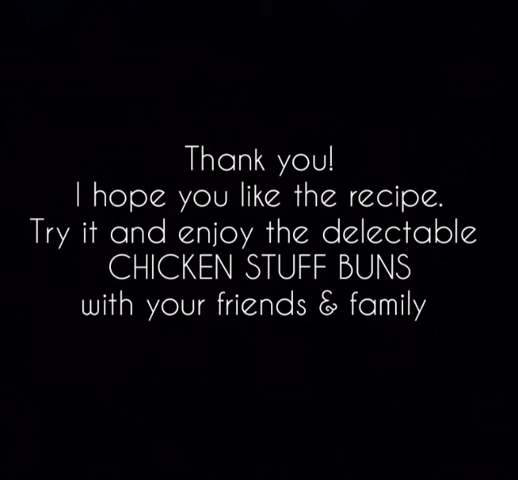 Thank you!
I hope you like the recipe.
Try it and enjoy the delectable
CHICKEN STUFF BUNS
with your friends & family